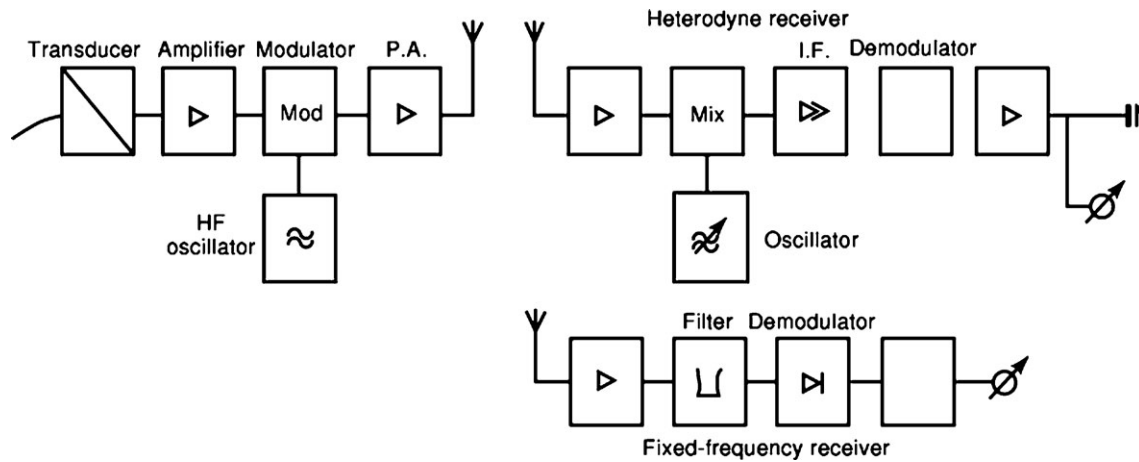 Transducer Amplifier Modulator P.A.
Mod
HF
oscillator
Heterodyne receiver
I.F. Demodulator
Mix
Oscillator
Filter Demodulator
Fixed-frequency receiver